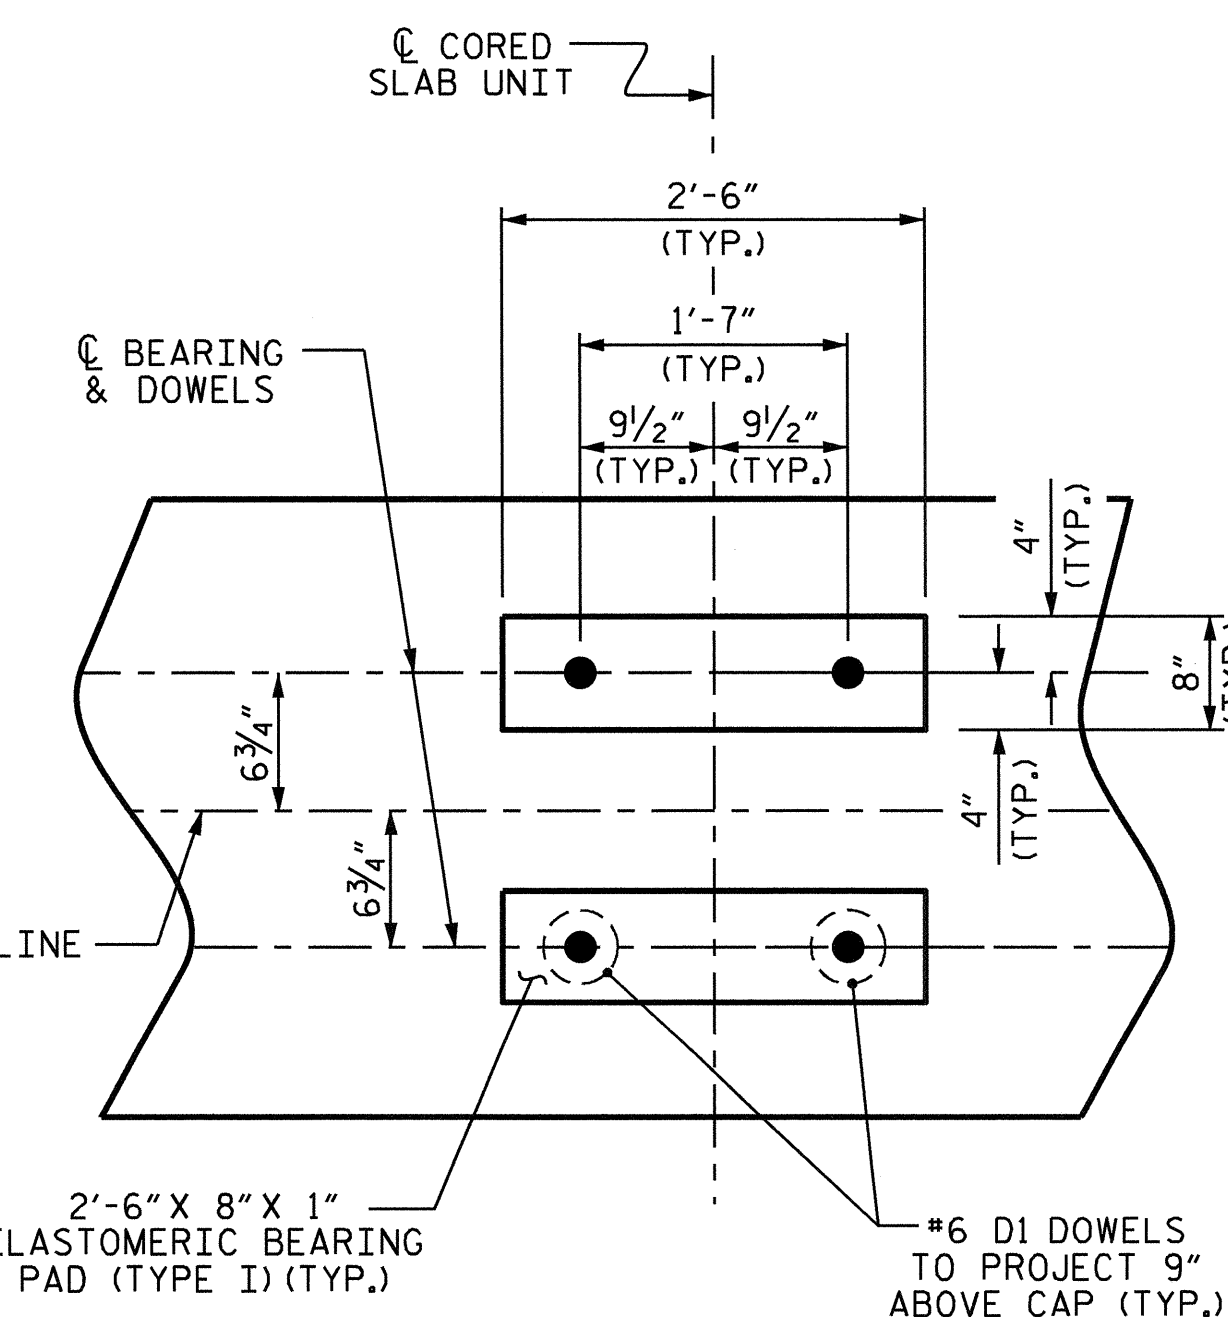 ℄ CORED
SLAB UNIT
2'-6"
(TYP.)
1'-7"
(TYP.)
℄ BEARING
& DOWELS
9½"
(TYP.)
9½"
(TYP.)
4"
(TYP.)
8"
(TYP.)
6¾"
4"
(TYP.)
6¾"
LINE
2'-6" X 8" X 1"
ELASTOMERIC BEARING
PAD (TYPE I) (TYP.)
#6 D1 DOWELS
TO PROJECT 9"
ABOVE CAP (TYP.)